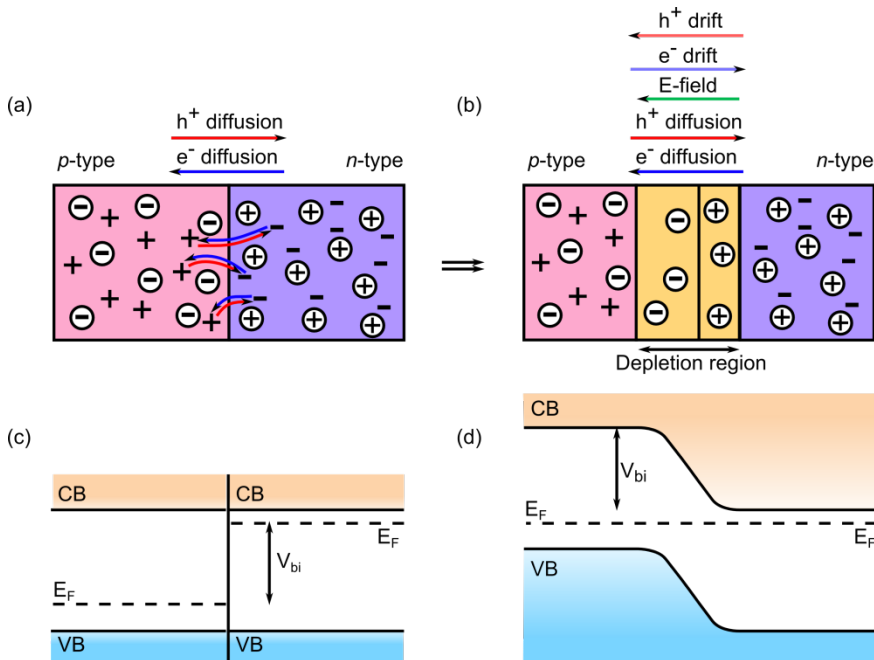 (a)
h+ diffusion
e- diffusion
p-type
n-type
(b)
h+ drift
e- drift
E-field
h+ diffusion
e- diffusion
p-type
n-type
Depletion region
(c)
CB
CB
EF
Vbi
EF
VB
VB
(d)
CB
Vbi
EF
EF
VB